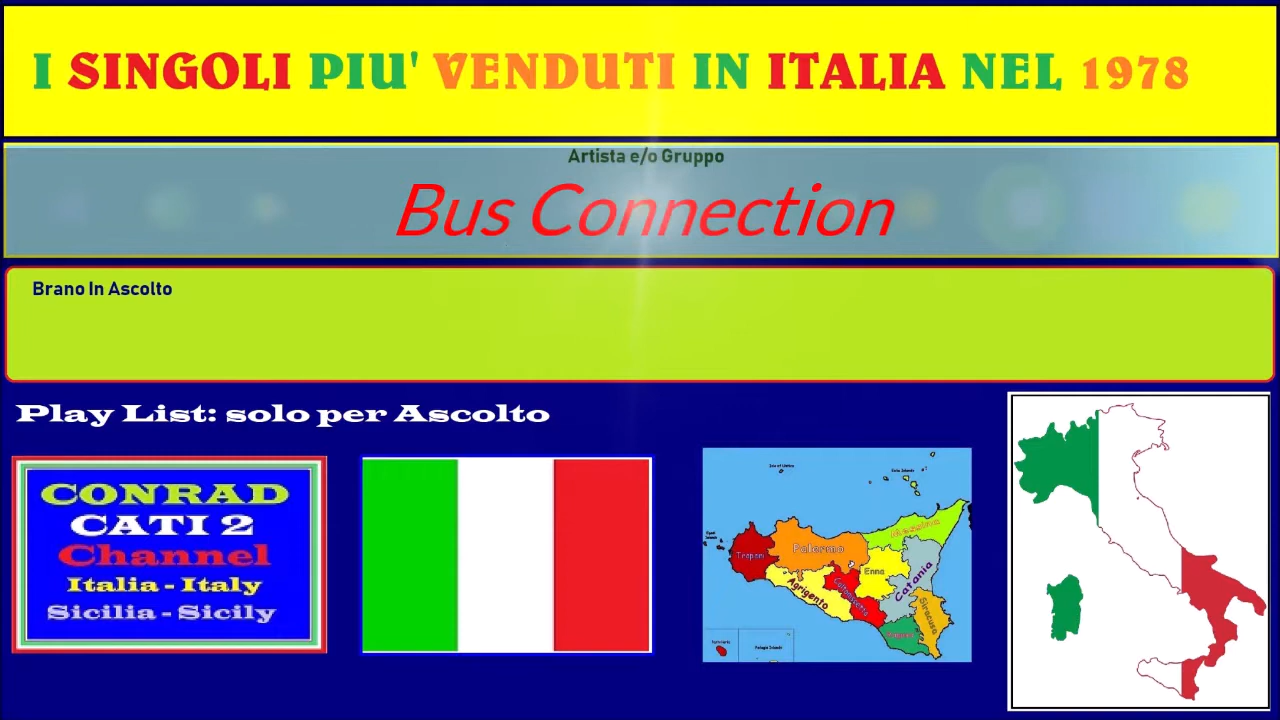 I SINGOLI PIU' VENDUTI IN ITALIA NEL 1978
Artista e/o Gruppo
Bus Connection
Brano In Ascolto
Play List: solo per Ascolto
CONRAD
CATI 2
Channel
Italia - Italy
Sicilia - Sicily
Trapani
Palermo
Messina
Enna
Catania
Agrigento
Caltanissetta
Siracusa